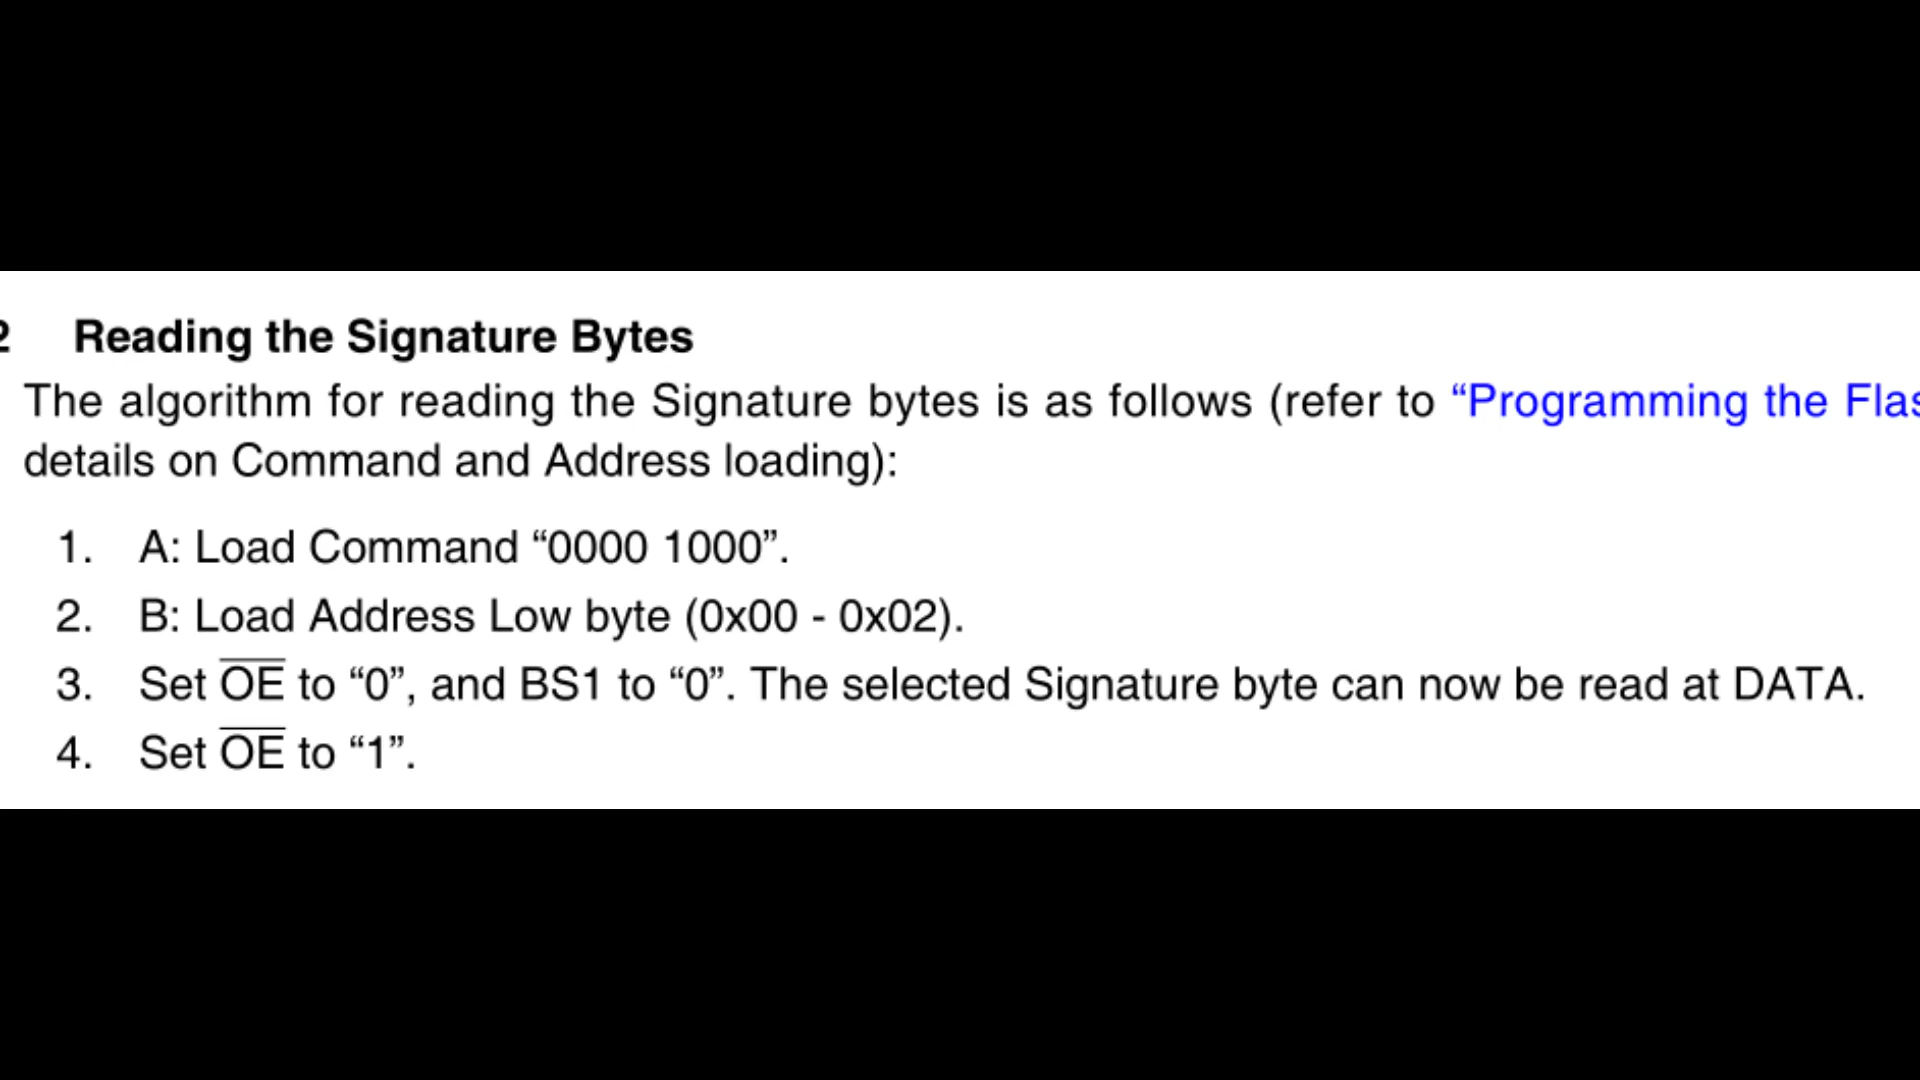 2 Reading the Signature Bytes
The algorithm for reading the Signature bytes is as follows (refer to “Programming the
details on Command and Address loading):
1. A: Load Command “0000 1000”.
2. B: Load Address Low byte (0x00 - 0x02).
3. Set O̅E̅ to “0”, and BS1 to “0”. The selected Signature byte can now be read at DATA.
4. Set O̅E̅ to “1”.